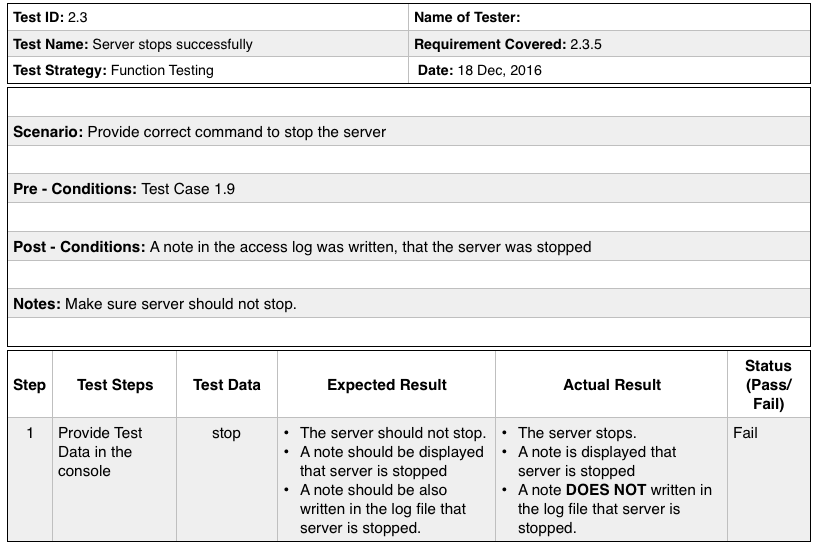 Test ID: 2.3
Name of Tester:
Test Name: Server stops successfully
Requirement Covered: 2.3.5
Test Strategy: Function Testing
Date: 18 Dec, 2016
Scenario: Provide correct command to stop the server
Pre - Conditions: Test Case 1.9
Post - Conditions: A note in the access log was written, that the server was stopped
Notes: Make sure server should not stop.
Step
Test Steps
Test Data
Expected Result
Actual Result
Status
(Pass/
Fail)
1
Provide Test
Data in the
console
stop
• The server should not stop.
• A note should be displayed
that server is stopped
• A note should be also
written in the log file that
server is stopped.
• The server stops.
• A note is displayed that
server is stopped
• A note DOES NOT written in
the log file that server is
stopped.
Fail